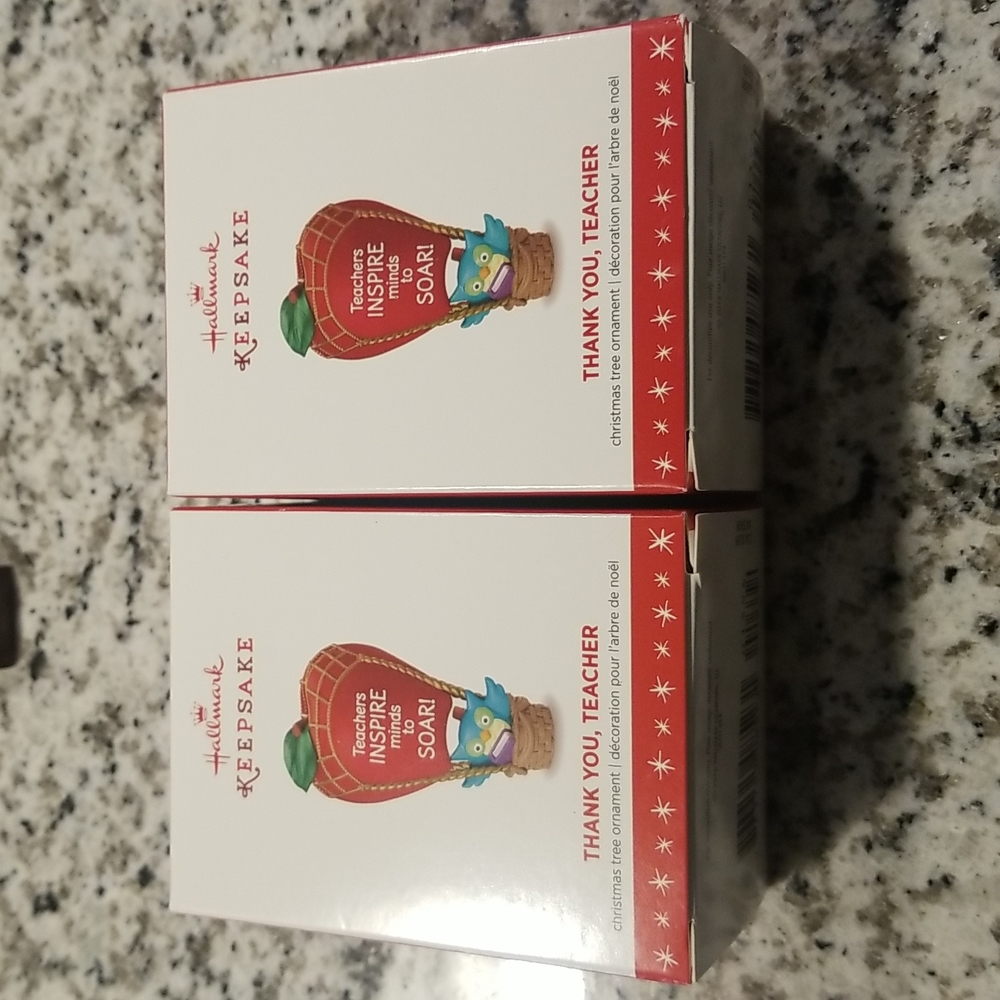 Hallmark
KEEPSAKE
Teachers
INSPIRE
minds
to
SOAR!
THANK YOU, TEACHER
christmas tree ornament | décoration pour l'arbre de noël
Hallmark
KEEPSAKE
Teachers
INSPIRE
minds
to
SOAR!
THANK YOU, TEACHER
christmas tree ornament | décoration pour l'arbre de noël